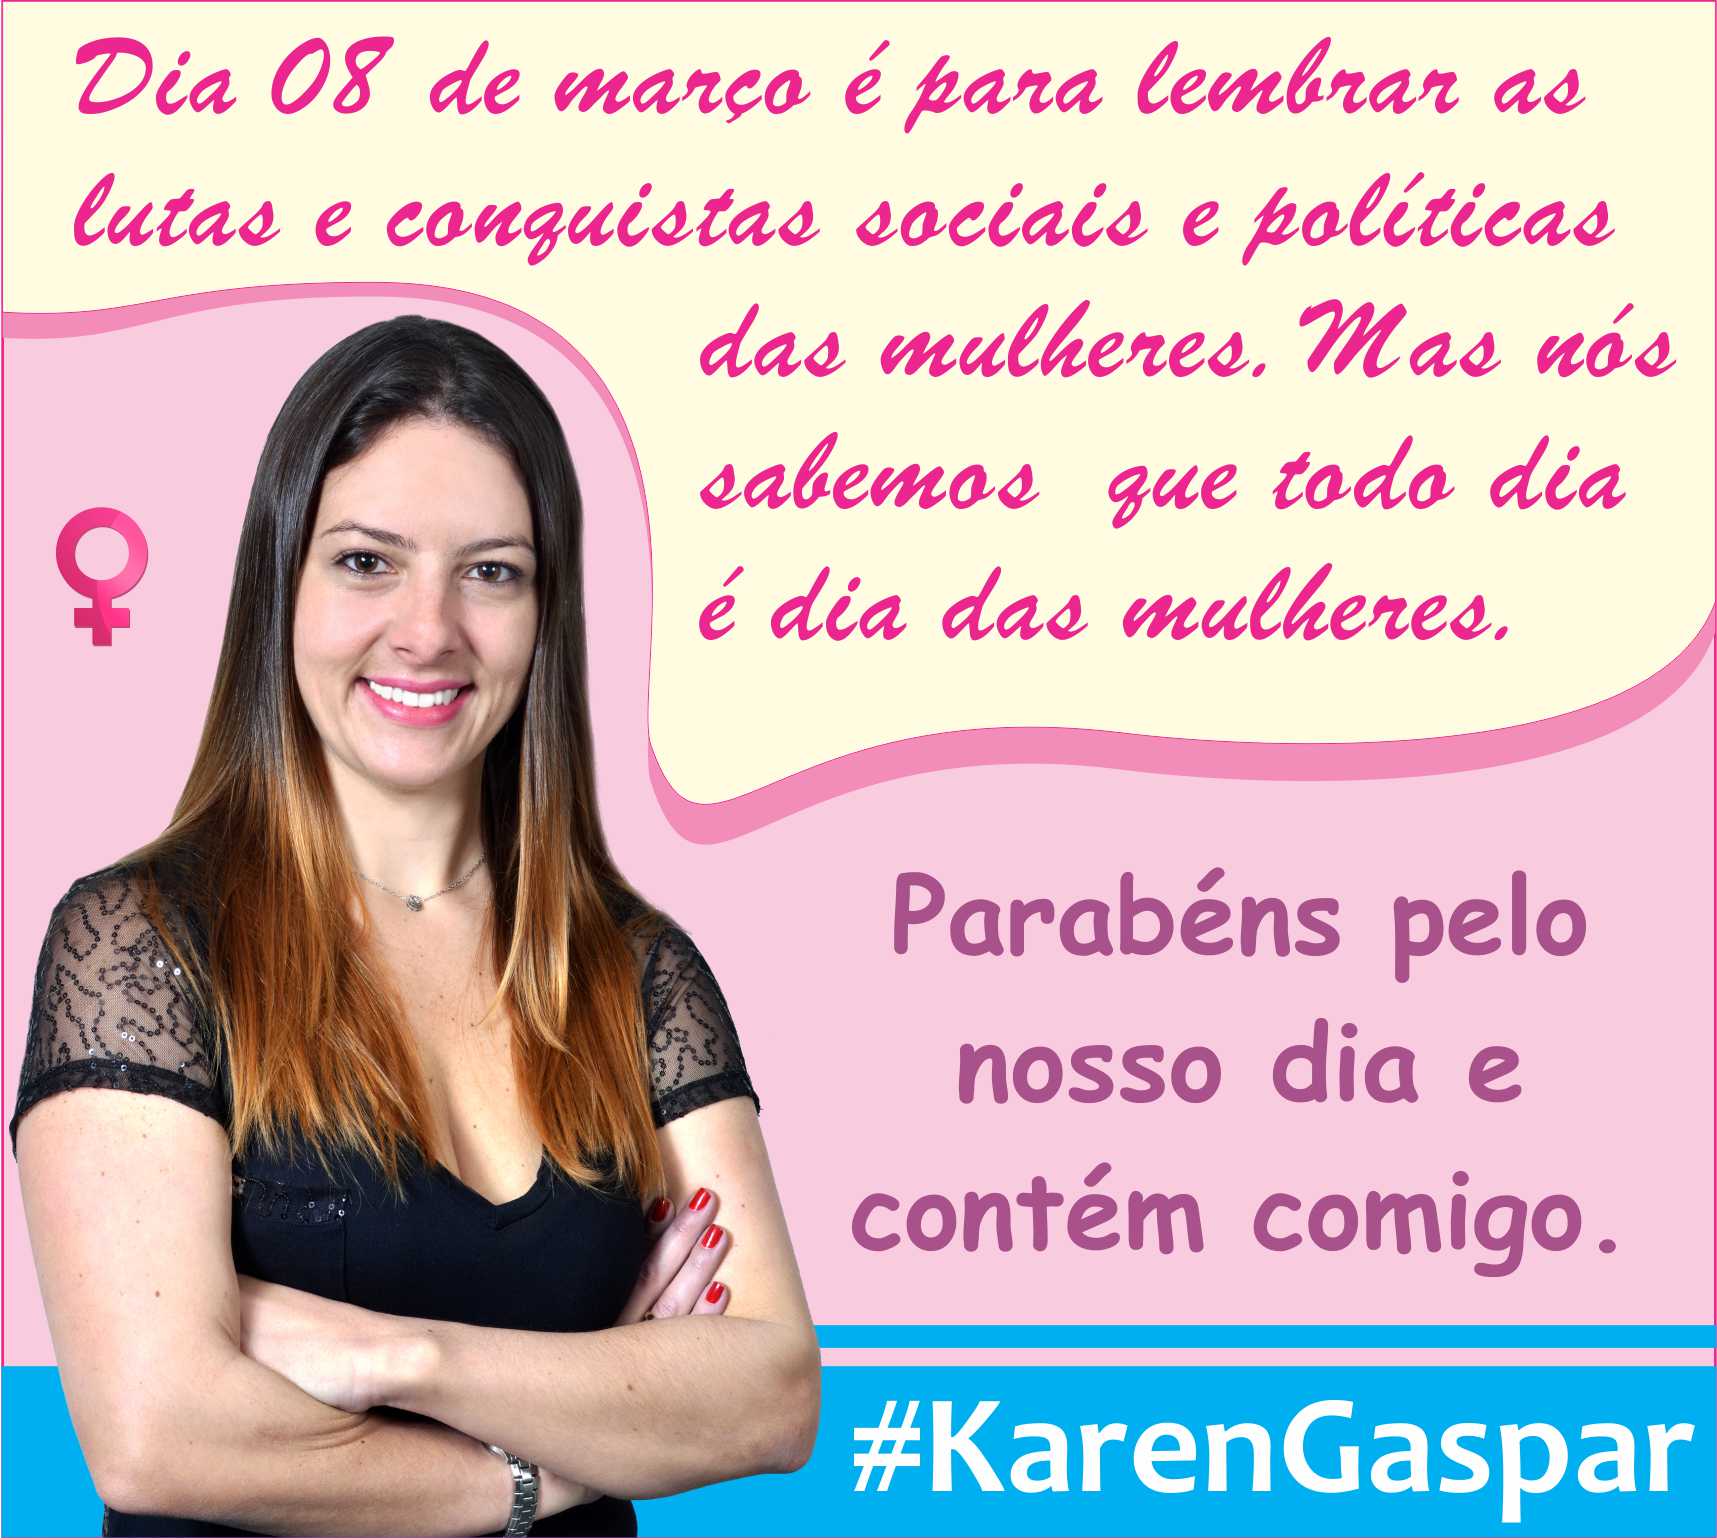 Dia 08 de março é para lembrar as
lutas e conquistas sociais e políticas
das mulheres. Mas nós
sabemos que todo dia
é dia das mulheres.
Parabéns pelo
nosso dia e
contém comigo.
#KarenGaspar